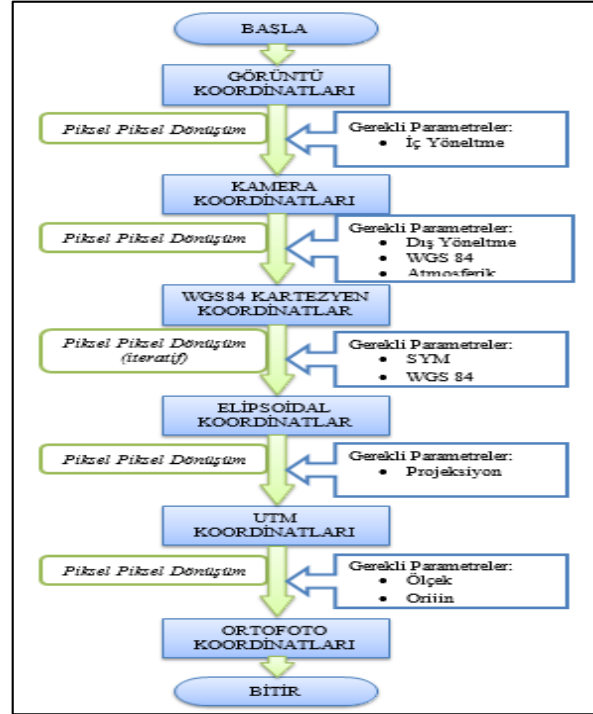 BAŞLA
GÖRÜNTÜ
KOORDİNATLARI
Piksel Piksel Dönüşüm
Gerekli Parametreler:
• İç Yöneltme
KAMERA
KOORDİNATLARI
Piksel Piksel Dönüşüm
Gerekli Parametreler:
• Dış Yöneltme
• WGS 84
• Atmosferik
WGS84 KARTEZYEN
KOORDİNATLAR
Piksel Piksel Dönüşüm
(iteratif)
Gerekli Parametreler:
• SYM
• WGS 84
ELİPSOİDAL
KOORDİNATLAR
Piksel Piksel Dönüşüm
Gerekli Parametreler:
• Projeksiyon
UTM
KOORDİNATLARI
Piksel Piksel Dönüşüm
Gerekli Parametreler:
• Ölçek
• Orijin
ORTOFOTO
KOORDİNATLARI
BİTİR